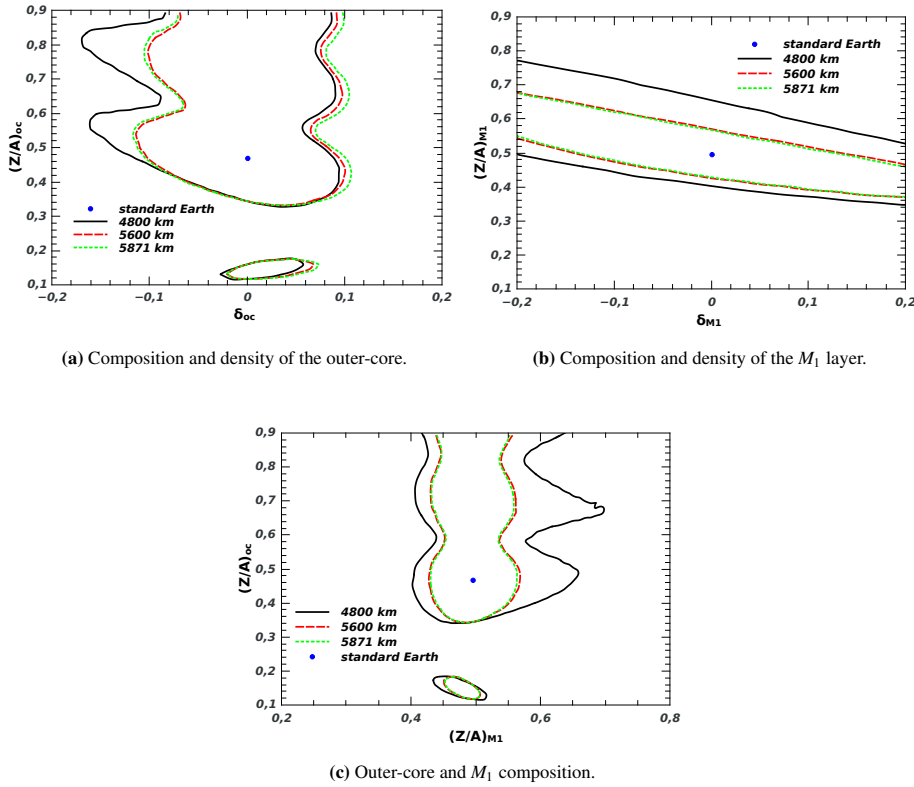 0,9
0,8
0,7
0,6
0,5
0,4
0,3
0,2
0,1
(Z/A)oc
standard Earth
4800 km
5600 km
5871 km
−0,2 −0,1 0 0,1 0,2
δoc
(a) Composition and density of the outer-core.
0,9
0,8
0,7
0,6
0,5
0,4
0,3
0,2
0,1
(Z/A)M1
standard Earth
4800 km
5600 km
5871 km
−0,2 −0,1 0 0,1 0,2
δM1
(b) Composition and density of the M1 layer.
0,9
0,8
0,7
0,6
0,5
0,4
0,3
0,2
0,1
(Z/A)oc
4800 km
5600 km
5871 km
standard Earth
0,2 0,4 0,6 0,8
(Z/A)M1
(c) Outer-core and M1 composition.